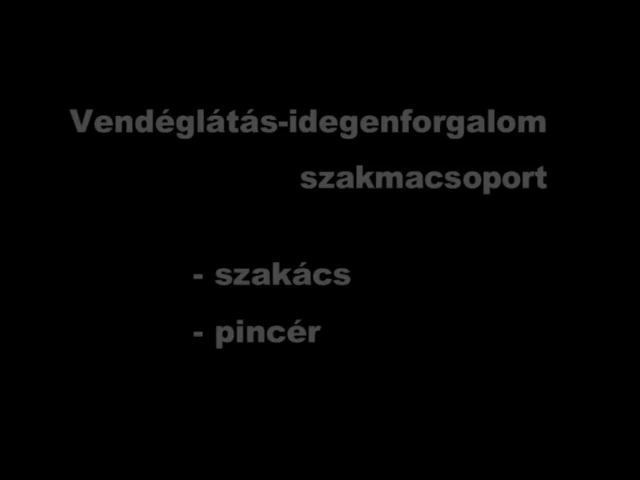 Vendéglátás-idegenforgalom
szakmacsoport
- szakács
- pincér